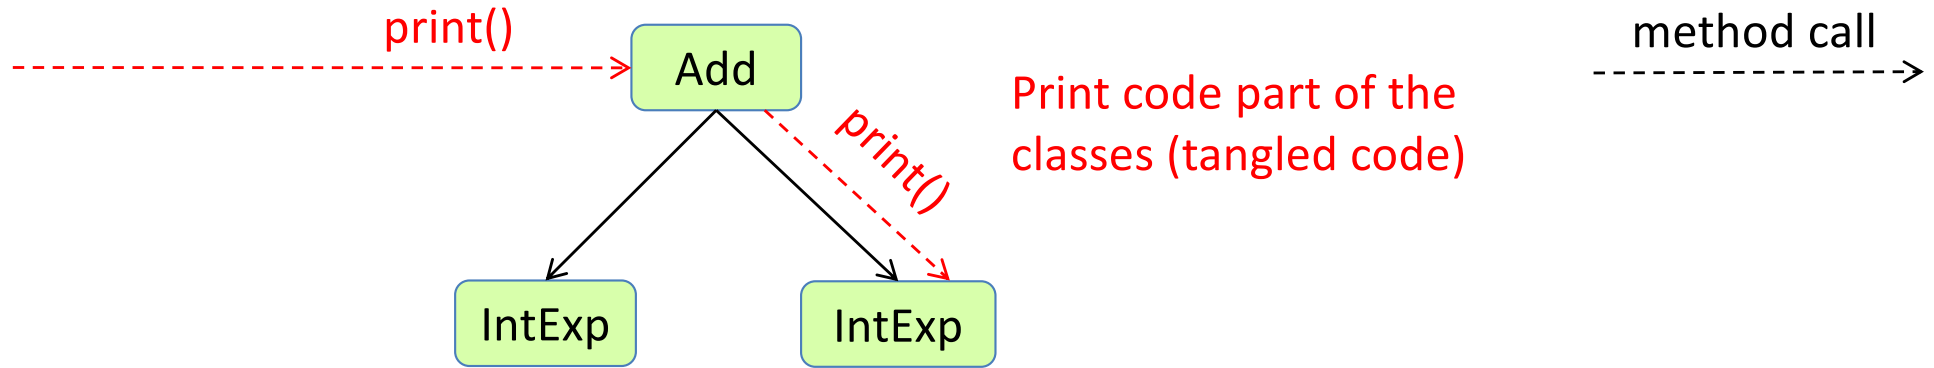 print()
Add
method call
Print code part of the
classes (tangled code)
print()
IntExp
IntExp